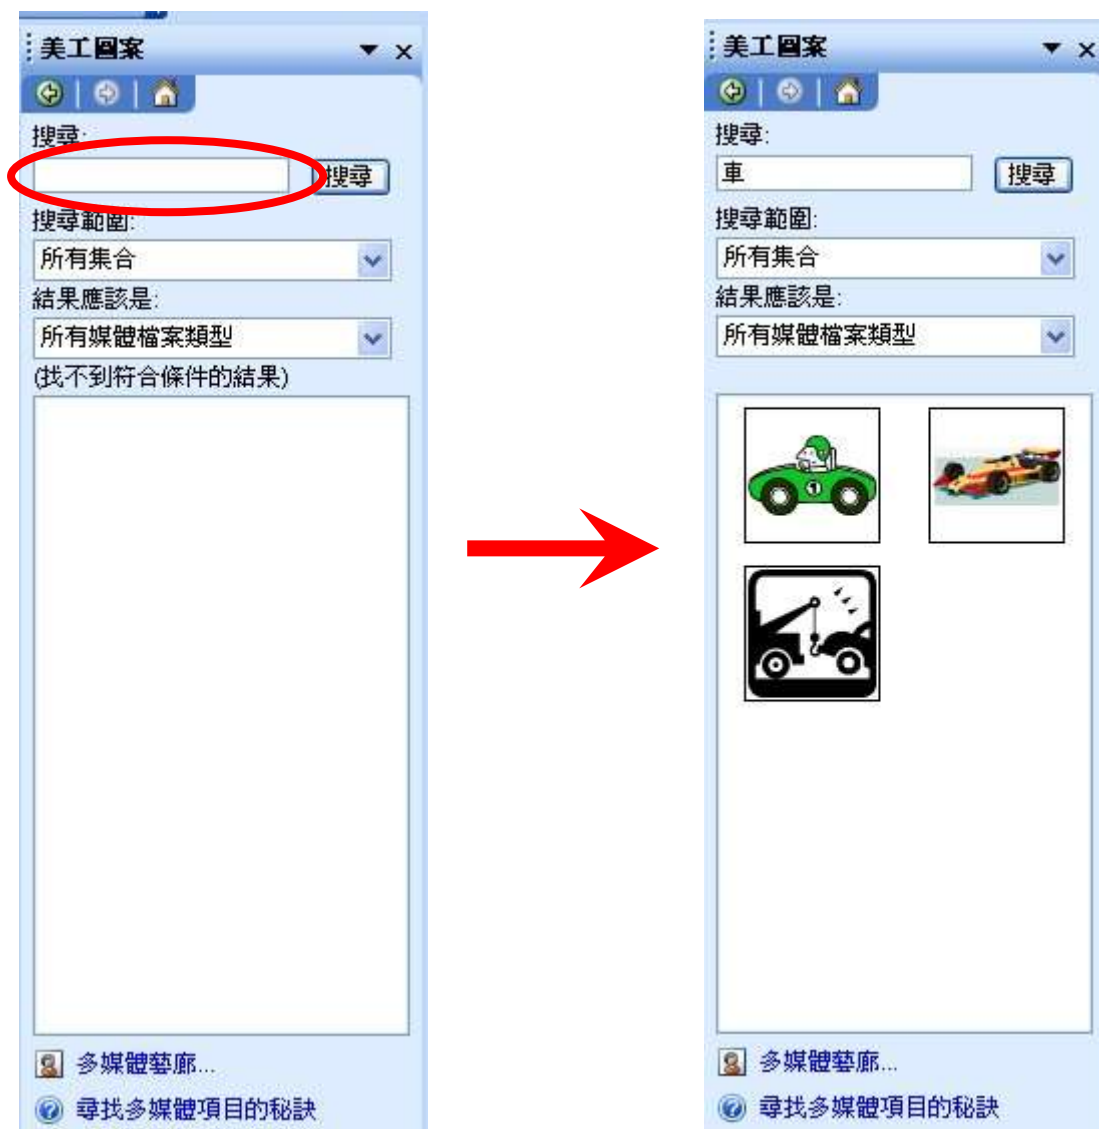 美工圖案
搜尋:
搜尋
搜尋範圍:
所有集合
結果應該是:
所有媒體檔案類型
(找不到符合條件的結果)
多媒體藝廊...
尋找多媒體項目的秘訣
美工圖案
搜尋:
車
搜尋
搜尋範圍:
所有集合
結果應該是:
所有媒體檔案類型
1
多媒體藝廊...
尋找多媒體項目的秘訣